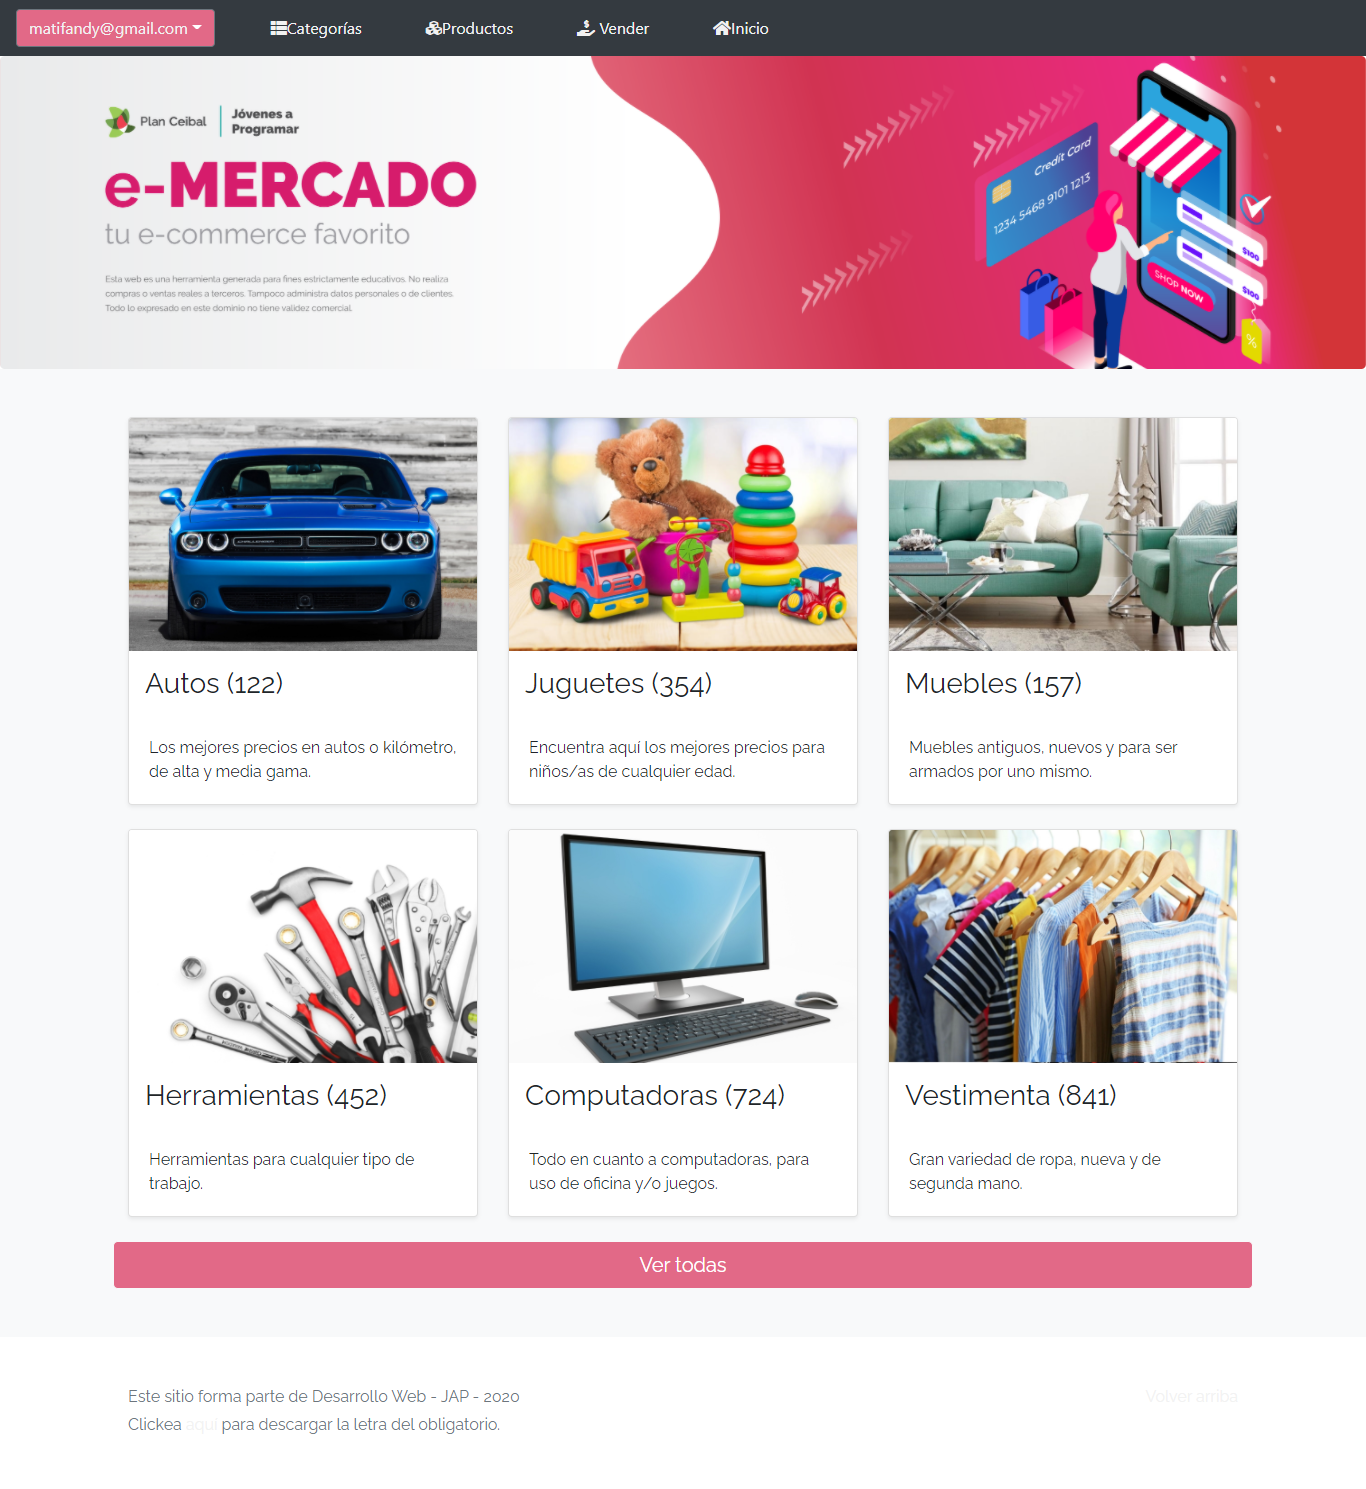 matifandy@gmail.com
Categorías
Productos
Vender
Inicio
Plan Ceibal
Jóvenes a
Programar
e-MERCADO
tu e-commerce favorito
Esta web es una herramienta generada para fines estrictamente educativos. No realiza
compras o ventas reales a terceros. Tampoco administra datos personales o de clientes.
Todo lo expresado en este dominio no tiene validez comercial.
Credit Card
1234 5468 9101 1213
$100
$100
SHOP NOW
%
Autos (122)
Los mejores precios en autos 0 kilómetro,
de alta y media gama.
Juguetes (354)
Encuentra aquí los mejores precios para
niños/as de cualquier edad.
Muebles (157)
Muebles antiguos, nuevos y para ser
armados por uno mismo.
Herramientas (452)
Herramientas para cualquier tipo de
trabajo.
Computadoras (724)
Todo en cuanto a computadoras, para
uso de oficina y/o juegos.
Vestimenta (841)
Gran variedad de ropa, nueva y de
segunda mano.
Ver todas
Este sitio forma parte de Desarrollo Web - JAP - 2020
Volver arriba
Clickea aquí para descargar la letra del obligatorio.